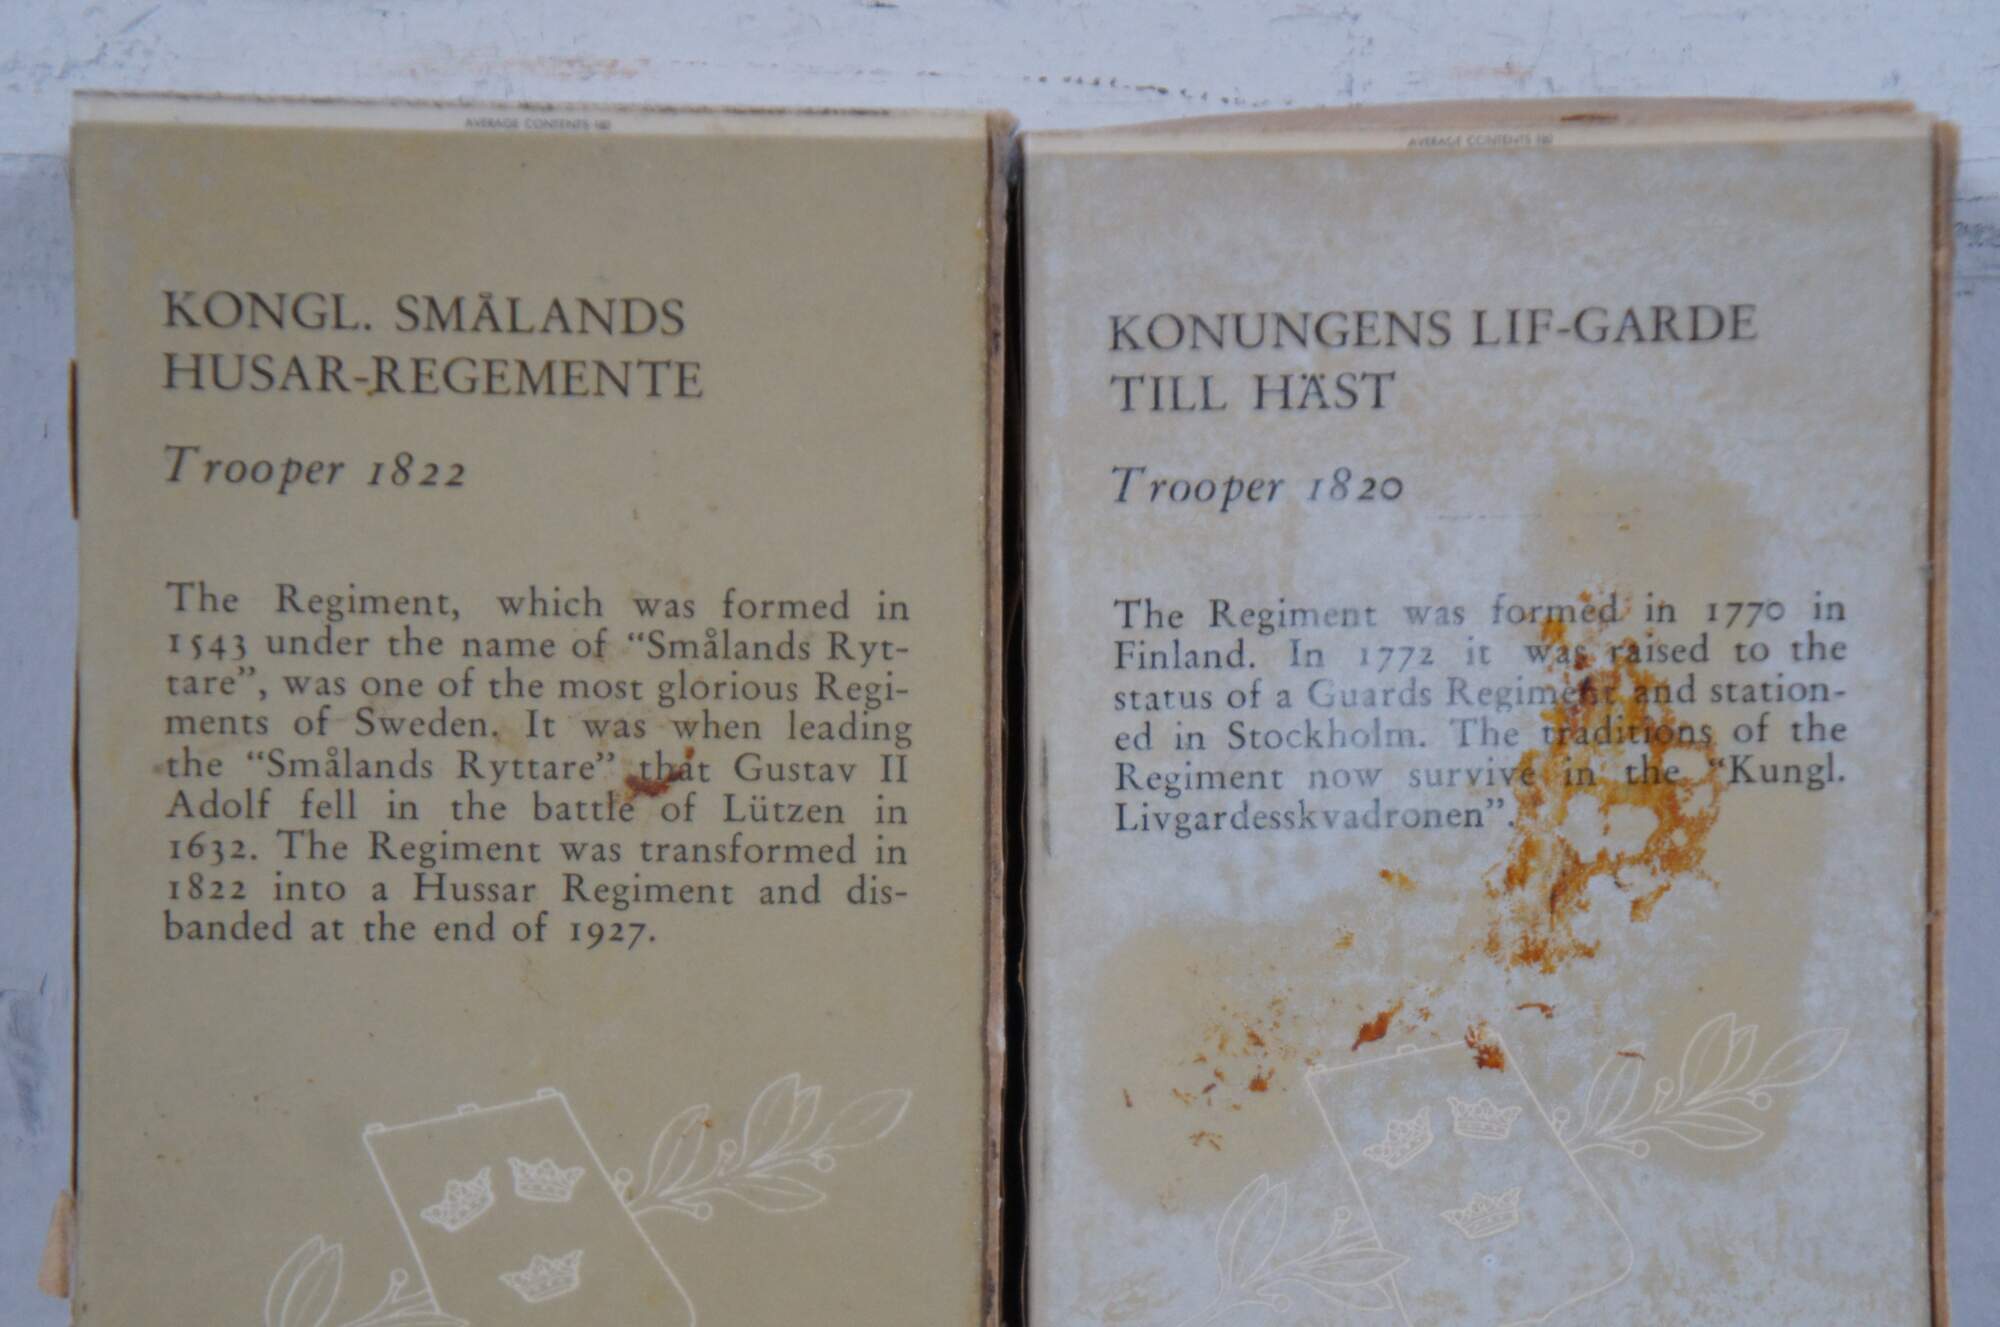 AVERAGE CONTENTS
KONGL. SMÅLANDS
HUSAR-REGEMENTE
Trooper 1822
The Regiment, which was formed in
1543 under the name of “Smålands Ryt-
tare”, was one of the most glorious Regi-
ments of Sweden. It was when leading
the “Smålands Ryttare” that Gustav II
Adolf fell in the battle of Lützen in
1632. The Regiment was transformed in
1822 into a Hussar Regiment and dis-
banded at the end of 1927.
AVERAGE CONTENTS
KONUNGENS LIF-GARDE
TILL HÄST
Trooper 1820
The Regiment was formed in 1770 in
Finland. In 1772 it was raised to the
status of a Guards Regiment and station-
ed in Stockholm. The traditions of the
Regiment now survive in the “Kungl.
Livgardesskvadronen”.